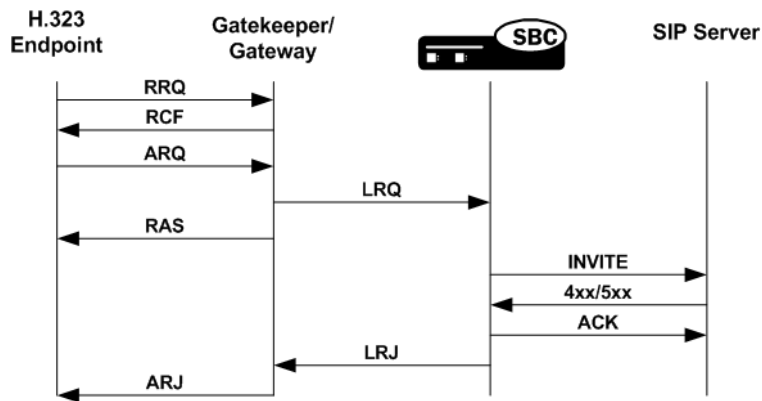 H.323
Endpoint
Gatekeeper/
Gateway
SBC
SIP Server
RRQ
RCF
ARQ
LRQ
RAS
INVITE
4xx/5xx
ACK
LRJ
ARJ